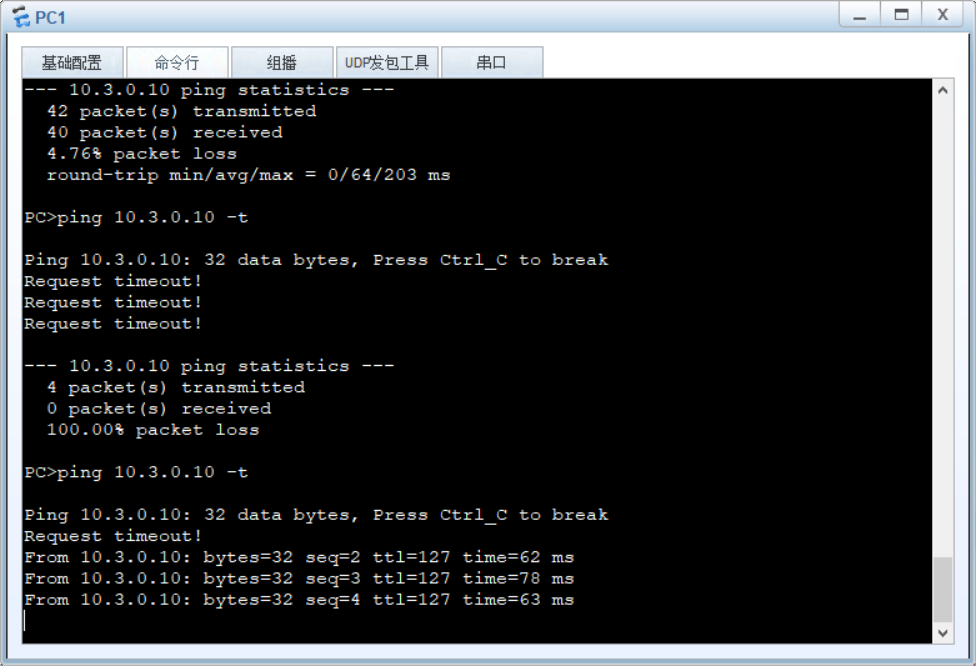 PC1
基础配置 命令行 组播 UDP发包工具 串口
--- 10.3.0.10 ping statistics ---
42 packet(s) transmitted
40 packet(s) received
4.76% packet loss
round-trip min/avg/max = 0/64/203 ms
PC>ping 10.3.0.10 -t
Ping 10.3.0.10: 32 data bytes, Press Ctrl_C to break
Request timeout!
Request timeout!
Request timeout!
--- 10.3.0.10 ping statistics ---
4 packet(s) transmitted
0 packet(s) received
100.00% packet loss
PC>ping 10.3.0.10 -t
Ping 10.3.0.10: 32 data bytes, Press Ctrl_C to break
Request timeout!
From 10.3.0.10: bytes=32 seq=2 ttl=127 time=62 ms
From 10.3.0.10: bytes=32 seq=3 ttl=127 time=78 ms
From 10.3.0.10: bytes=32 seq=4 ttl=127 time=63 ms